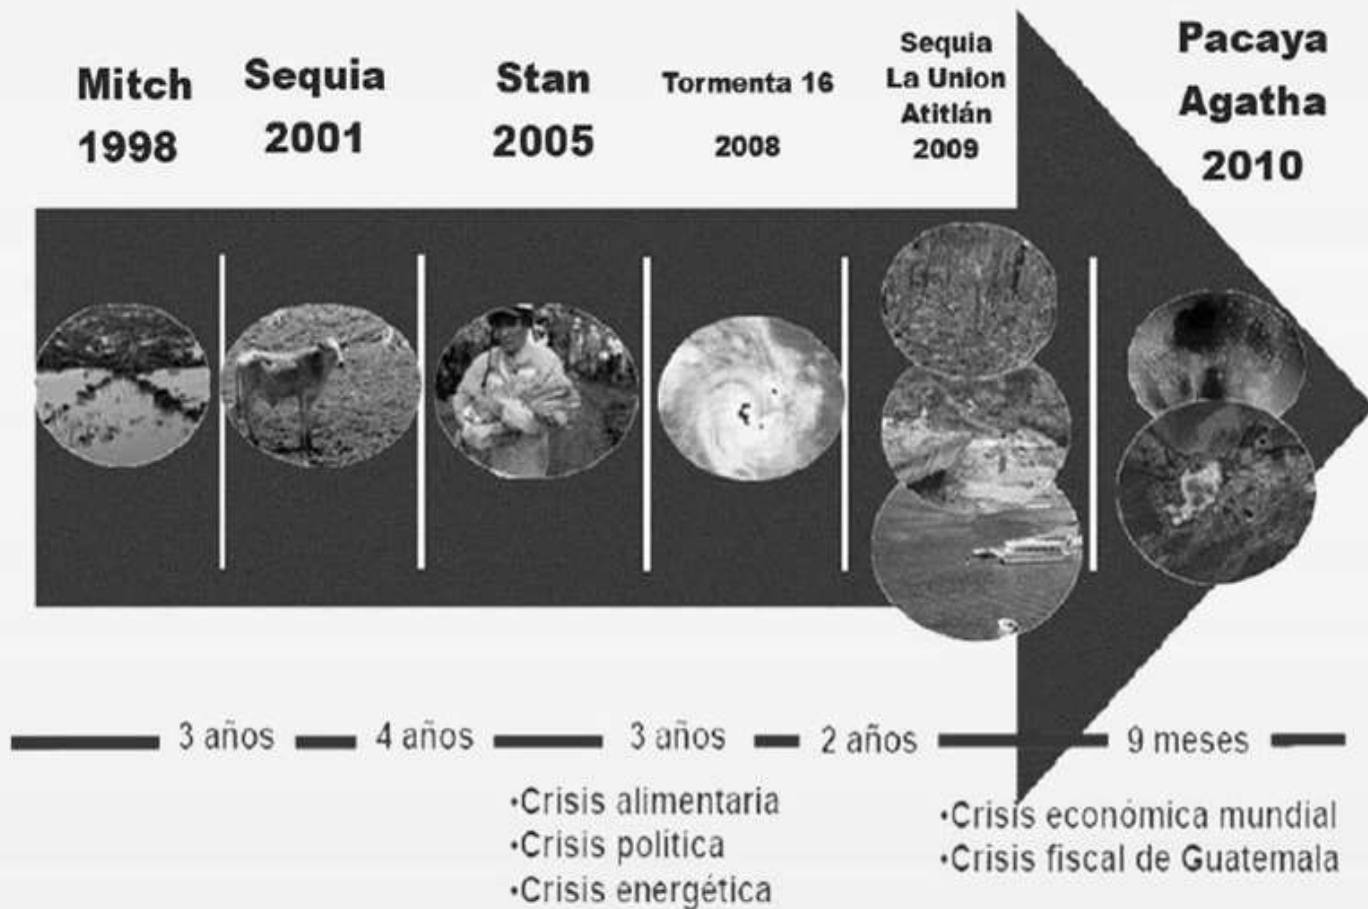 Mitch
1998
Sequia
2001
Stan
2005
Tormenta 16
2008
Sequia
La Union
Atitlán
2009
Pacaya
Agatha
2010
3 años
4 años
3 años
2 años
9 meses
•Crisis alimentaria
•Crisis política
•Crisis energética
•Crisis económica mundial
•Crisis fiscal de Guatemala